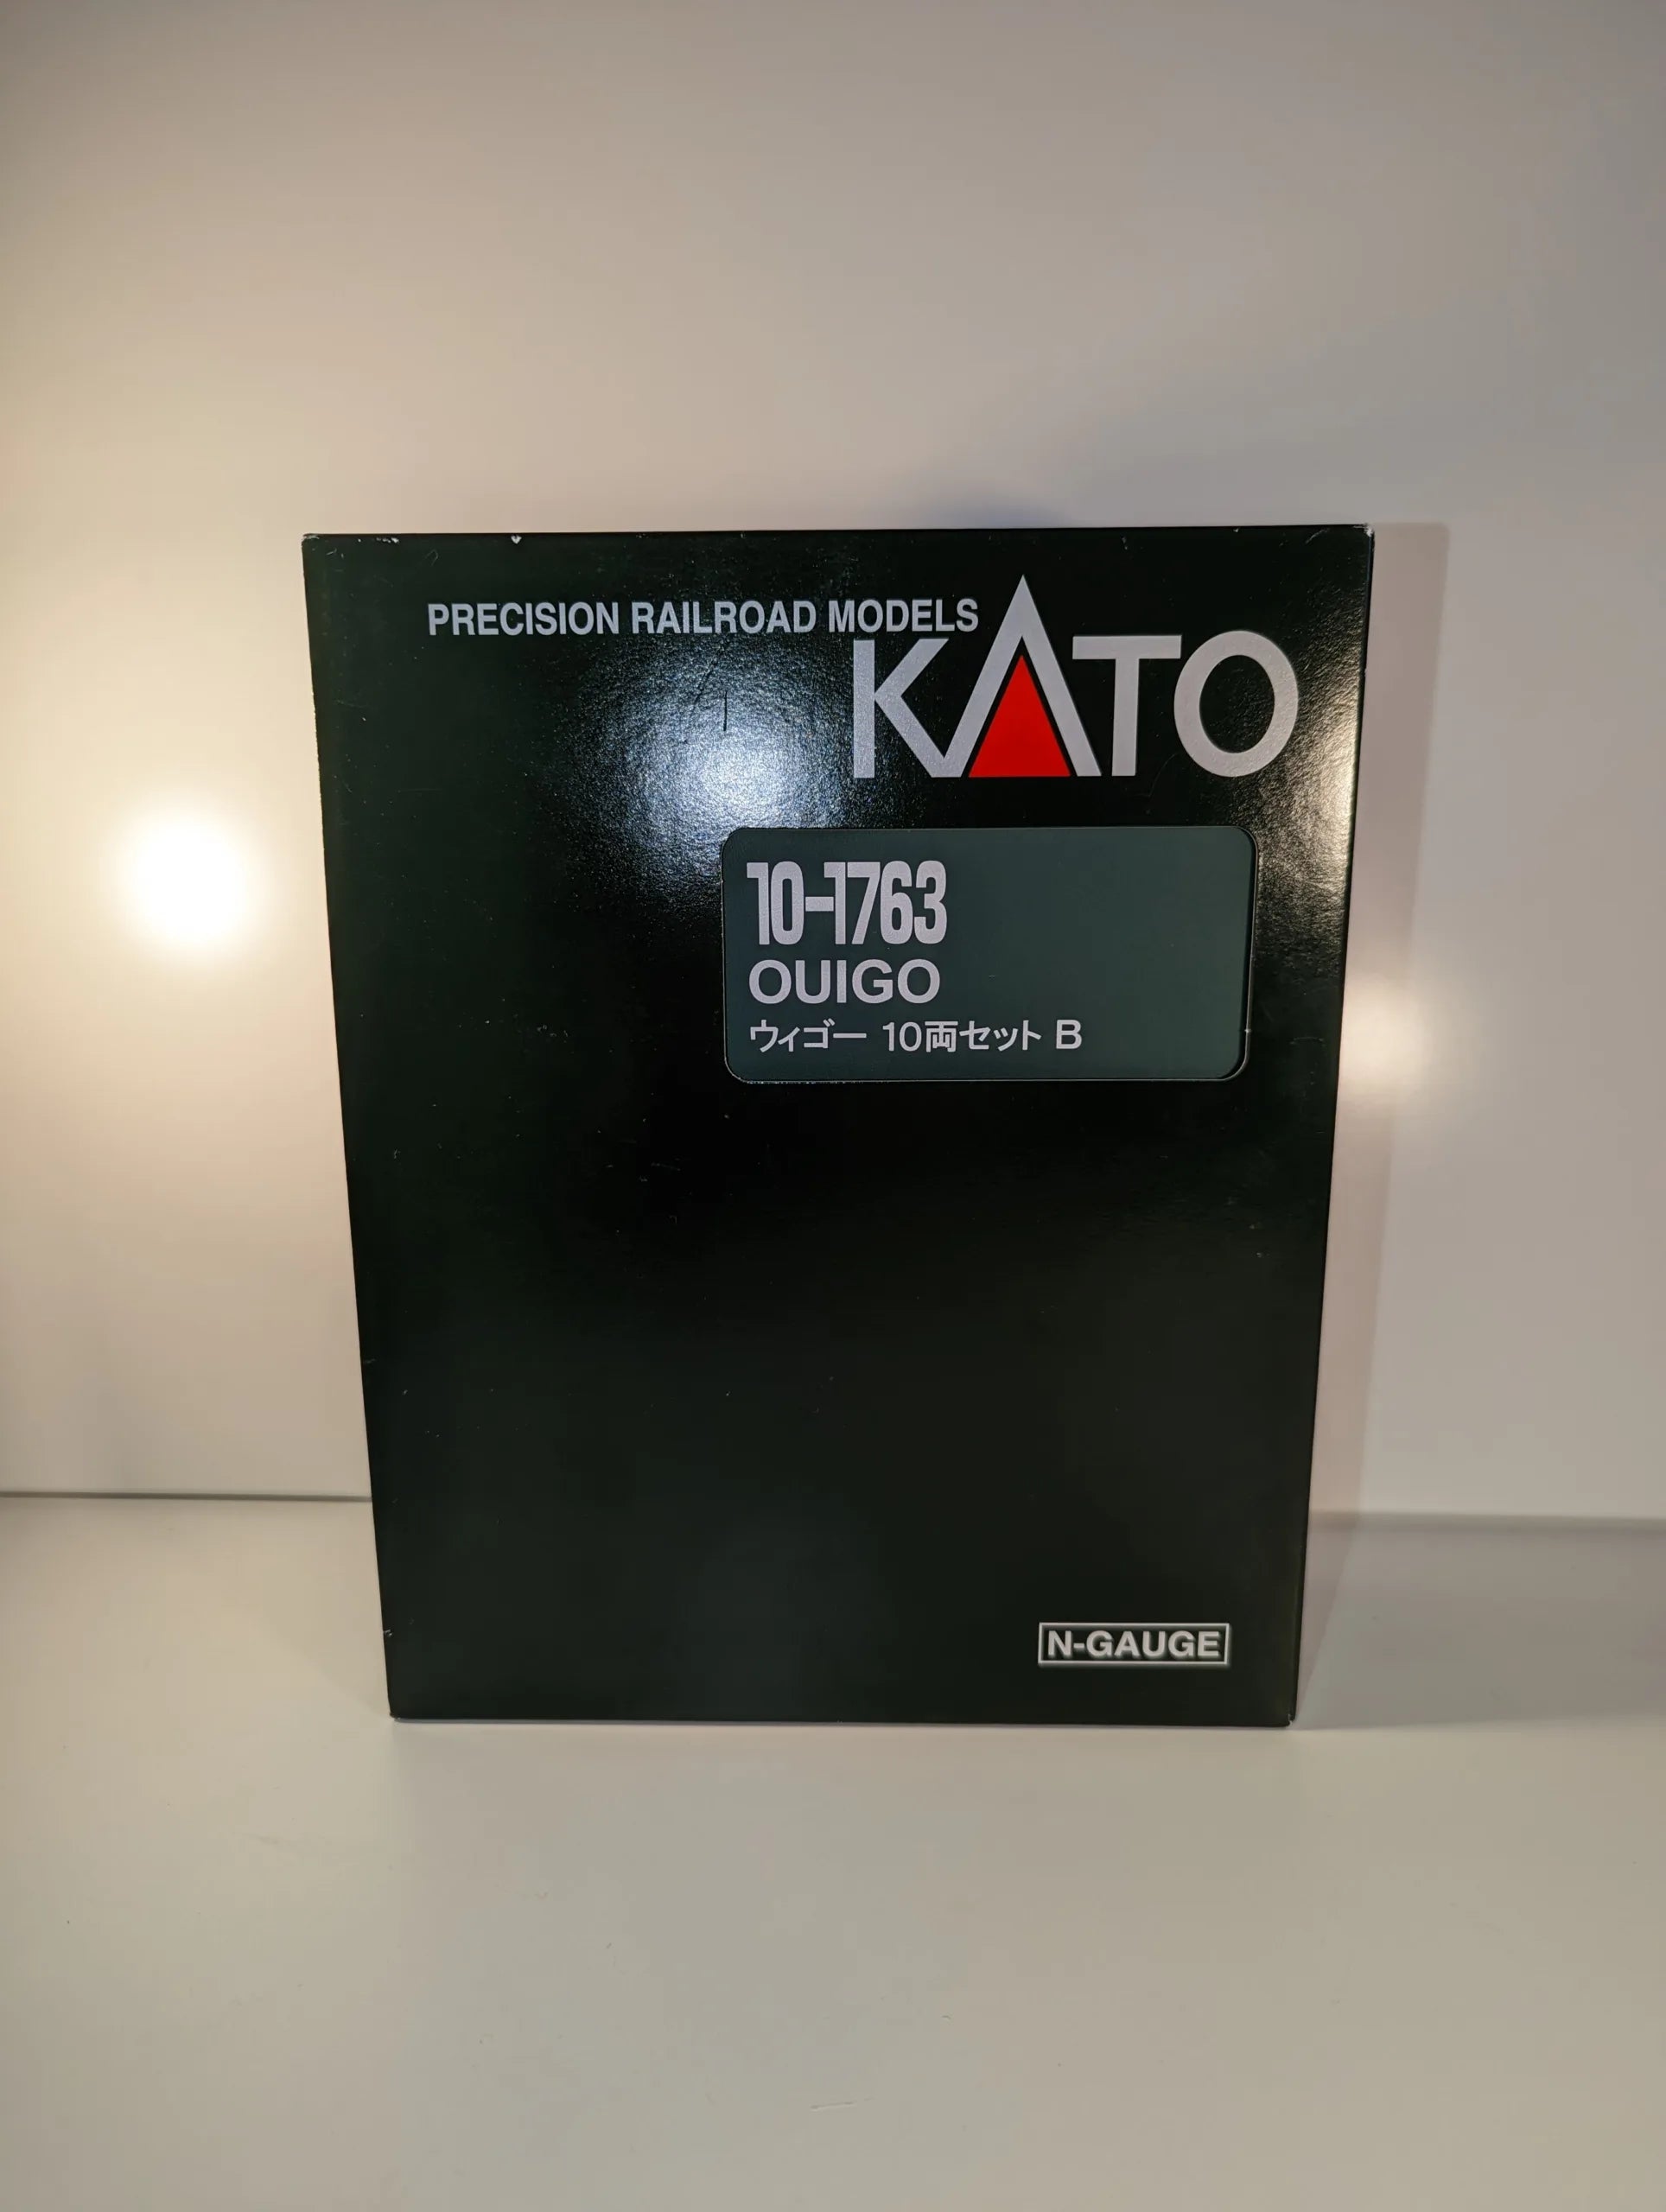 PRECISION RAILROAD MODELS
KATO
10-1763
OUIGO
ウィゴー 10両セット B
N-GAUGE